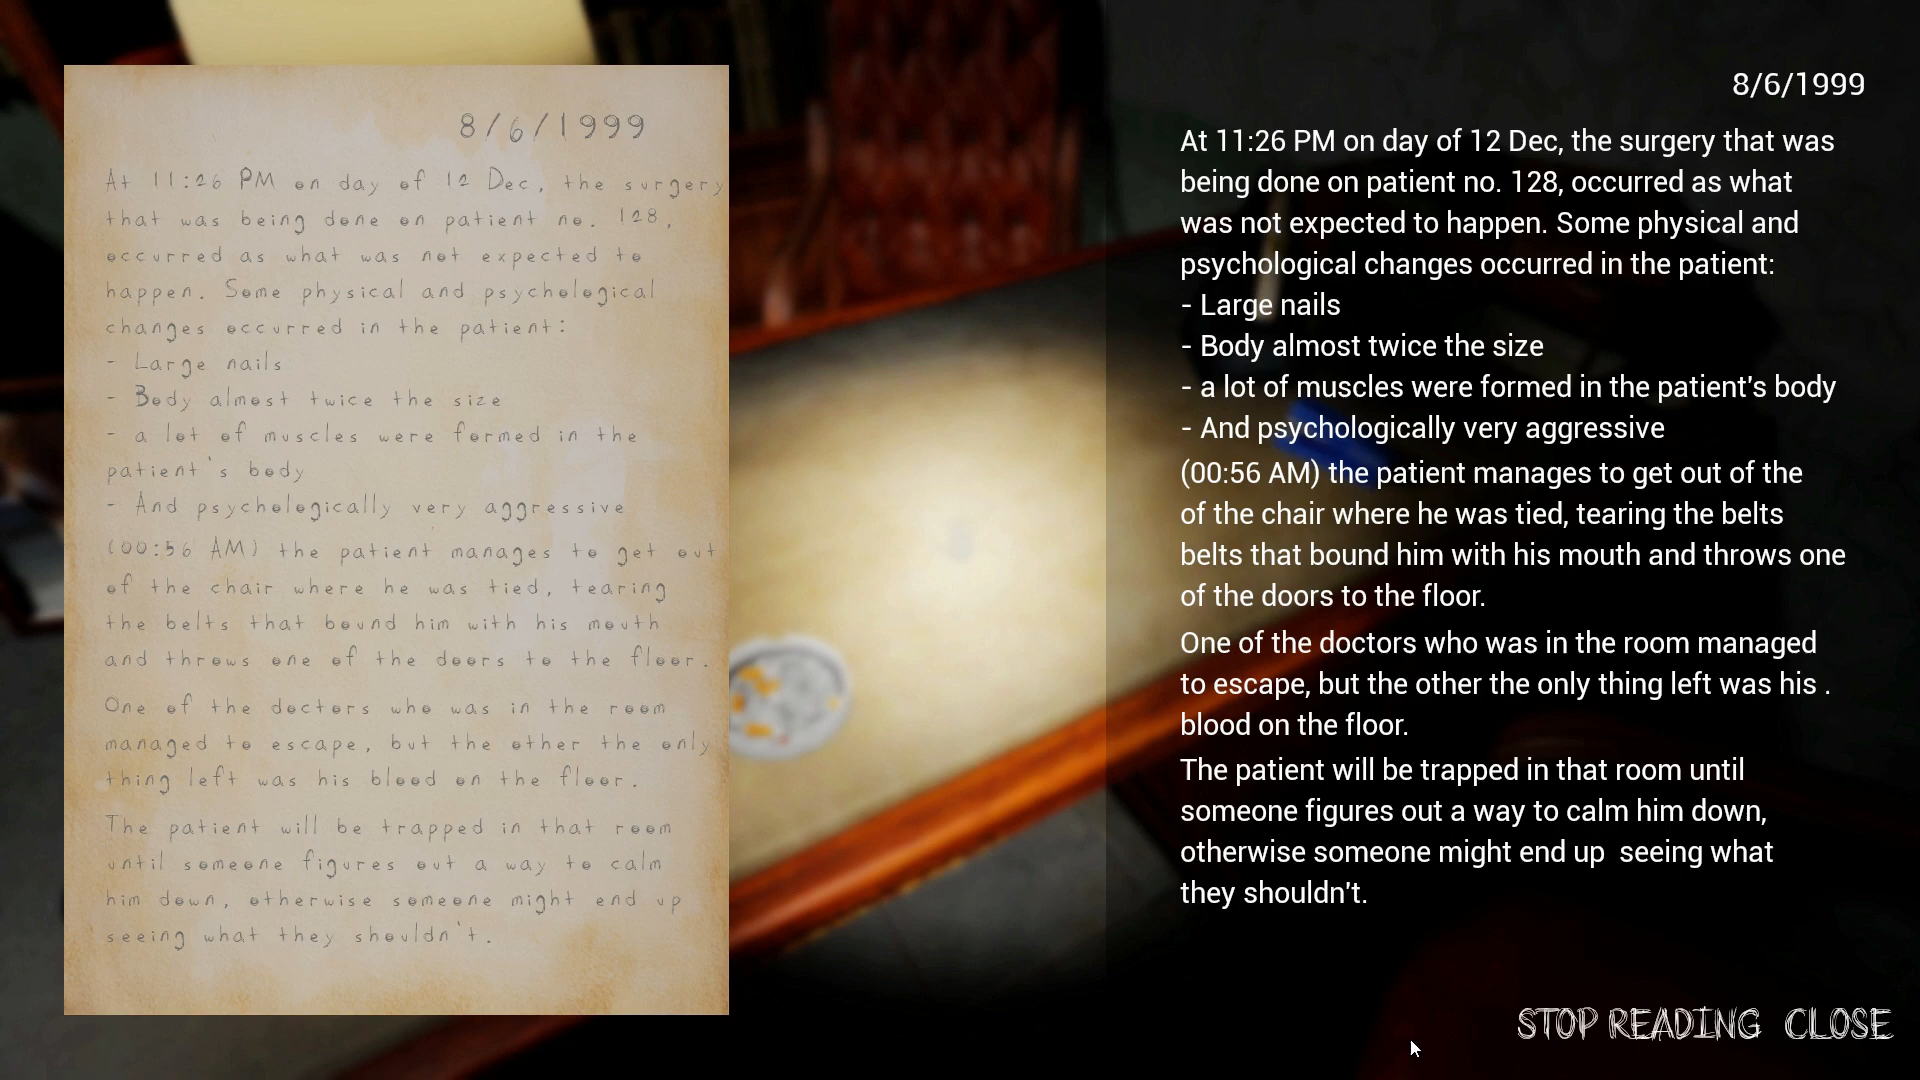 8/6/1999
At 11:26 PM on day of 12 Dec, the surgery
that was being done on patient no. 128,
occurred as what was not expected to
happen. Some physical and psychological
changes occurred in the patient:
- Large nails
- Body almost twice the size
- a lot of muscles were formed in the
patient's body
- And psychologically very aggressive
(00:56 AM) the patient manages to get out
of the chair where he was tied, tearing
the belts that bound him with his mouth
and throws one of the doors to the floor.
One of the doctors who was in the room
managed to escape, but the other the only
thing left was his blood on the floor.
The patient will be trapped in that room
until someone figures out a way to calm
him down, otherwise someone might end up
seeing what they shouldn't.
8/6/1999
At 11:26 PM on day of 12 Dec, the surgery that was
being done on patient no. 128, occurred as what
was not expected to happen. Some physical and
psychological changes occurred in the patient:
- Large nails
- Body almost twice the size
- a lot of muscles were formed in the patient's body
- And psychologically very aggressive
(00:56 AM) the patient manages to get out of the
of the chair where he was tied, tearing the belts
belts that bound him with his mouth and throws one
of the doors to the floor.
One of the doctors who was in the room managed
to escape, but the other the only thing left was his .
blood on the floor.
The patient will be trapped in that room until
someone figures out a way to calm him down,
otherwise someone might end up  seeing what
they shouldn't.
STOP READING CLOSE